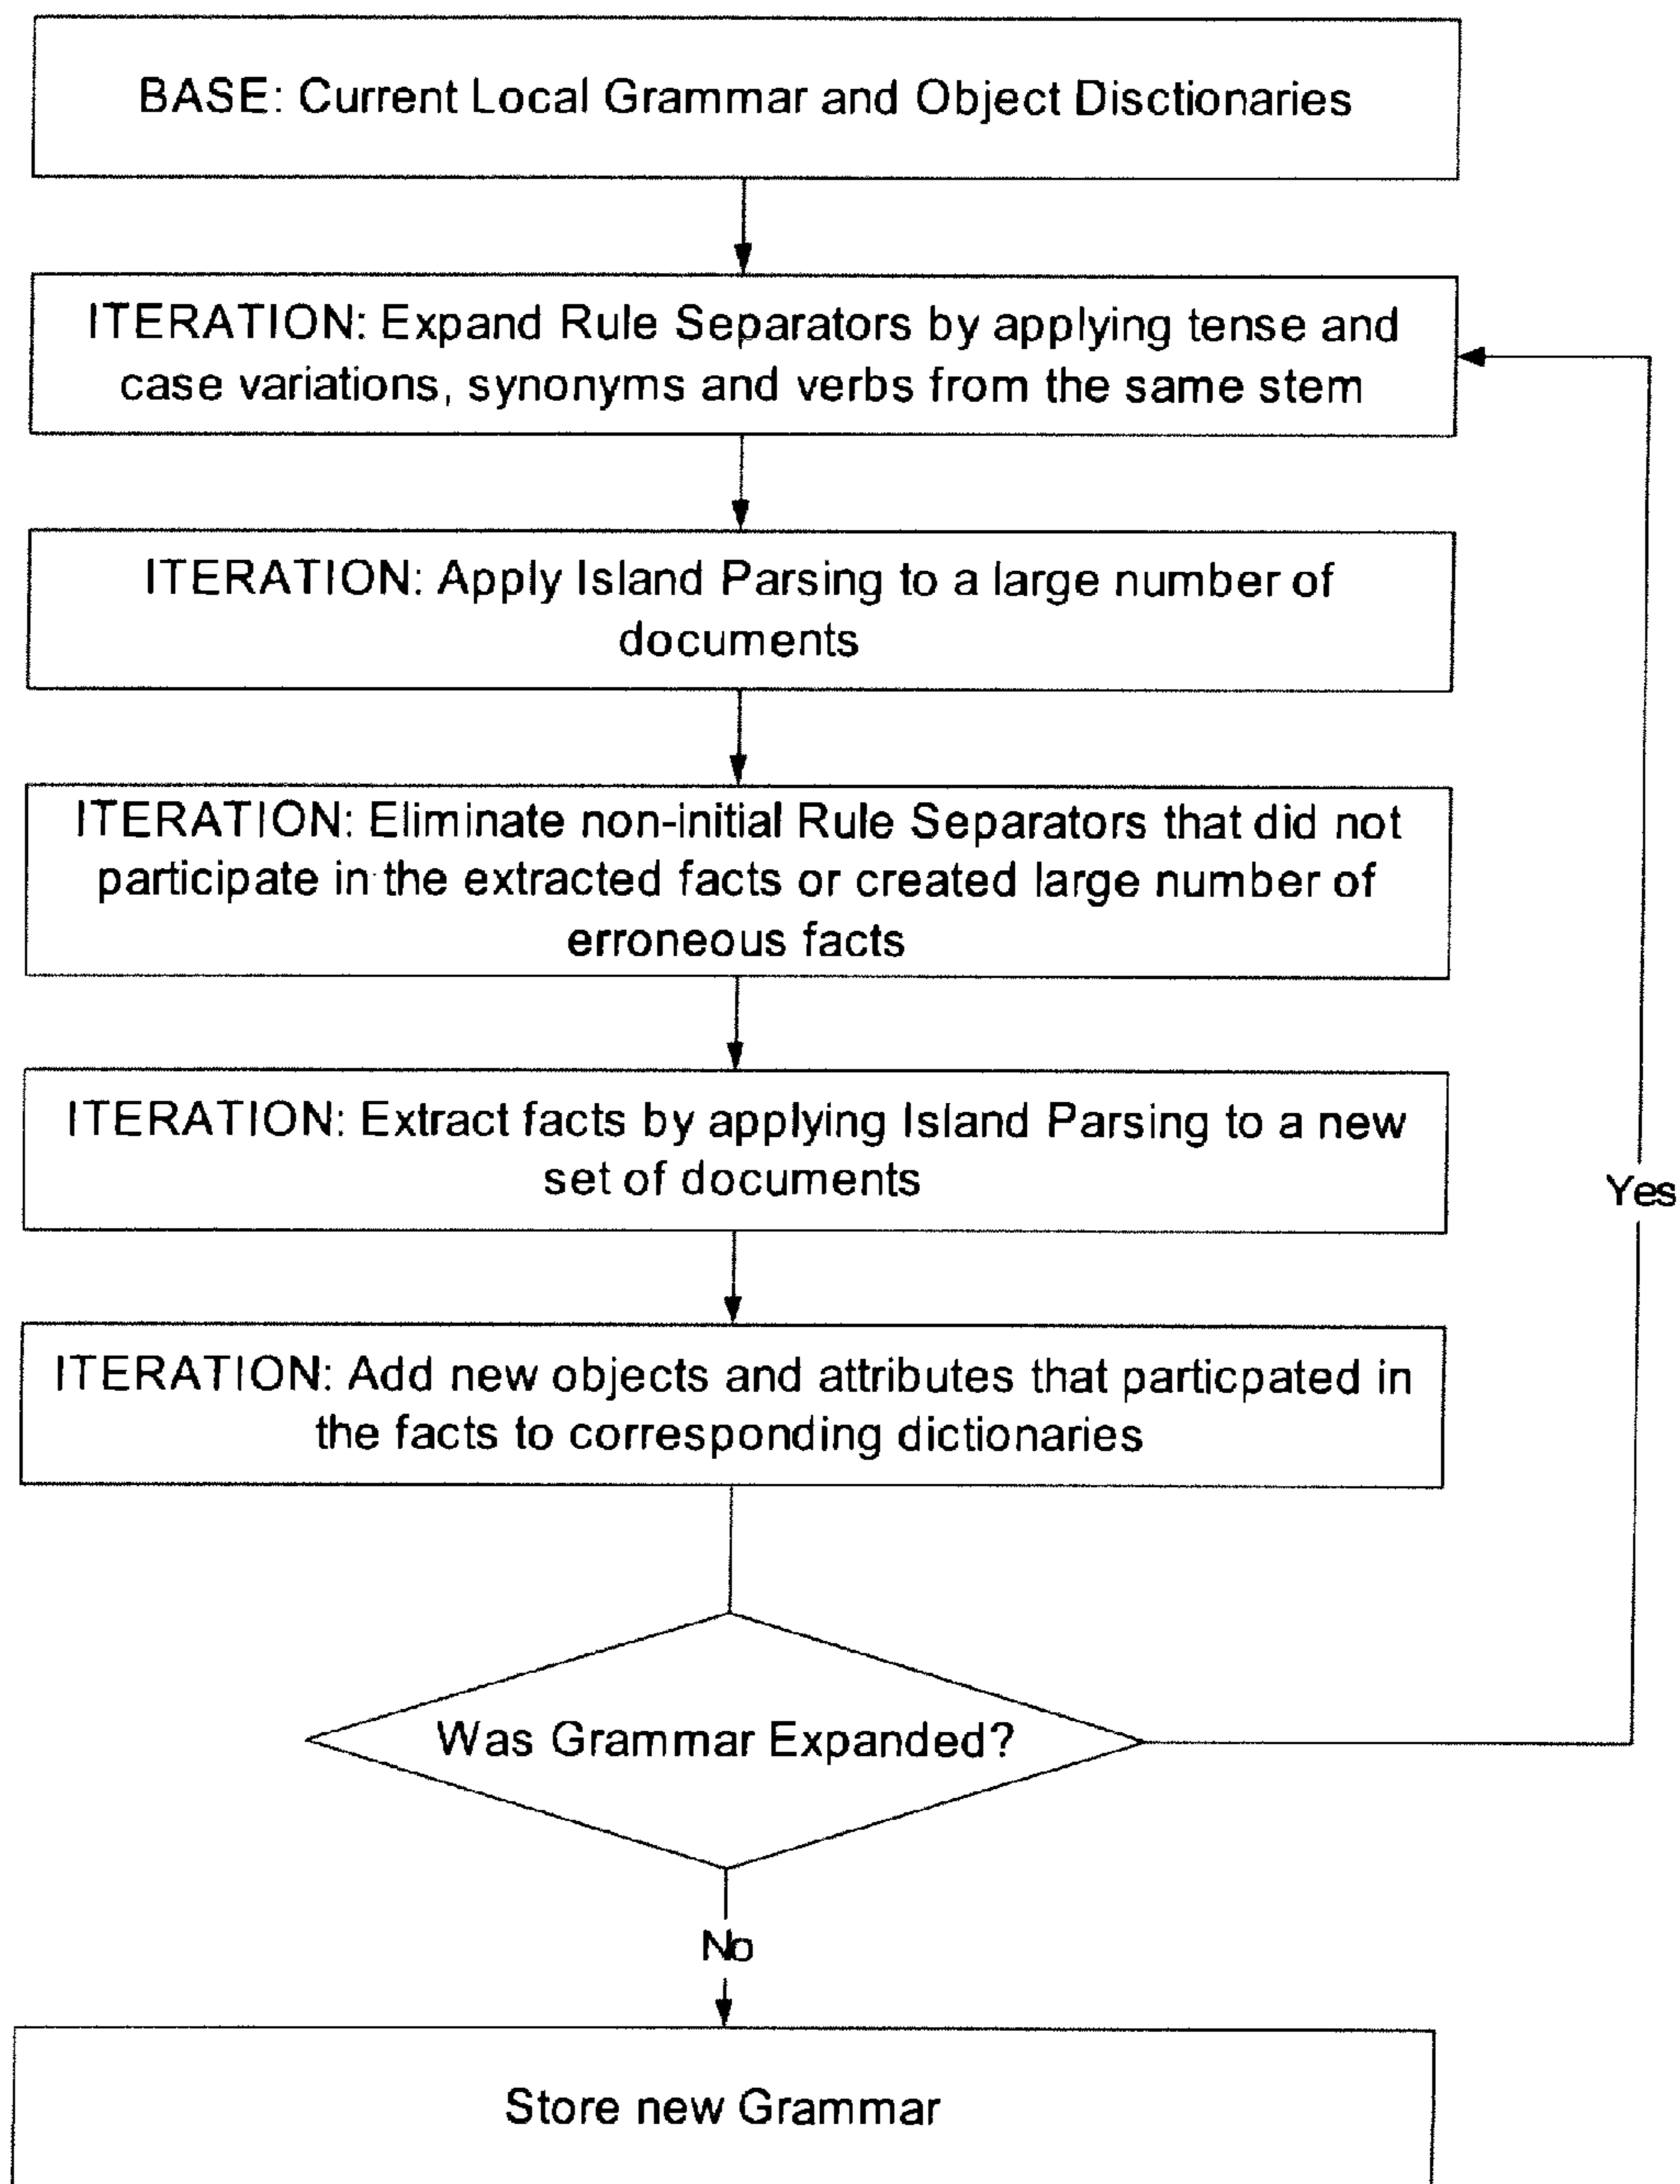 BASE: Current Local Grammar and Object Disctionaries
ITERATION: Expand Rule Separators by applying tense and
case variations, synonyms and verbs from the same stem
ITERATION: Apply Island Parsing to a large number of
documents
ITERATION: Eliminate non-initial Rule Separators that did not
participate in the extracted facts or created large number of
erroneous facts
ITERATION: Extract facts by applying Island Parsing to a new
set of documents
Yes
ITERATION: Add new objects and attributes that particpated in
the facts to corresponding dictionaries
Was Grammar Expanded?
No
Store new Grammar